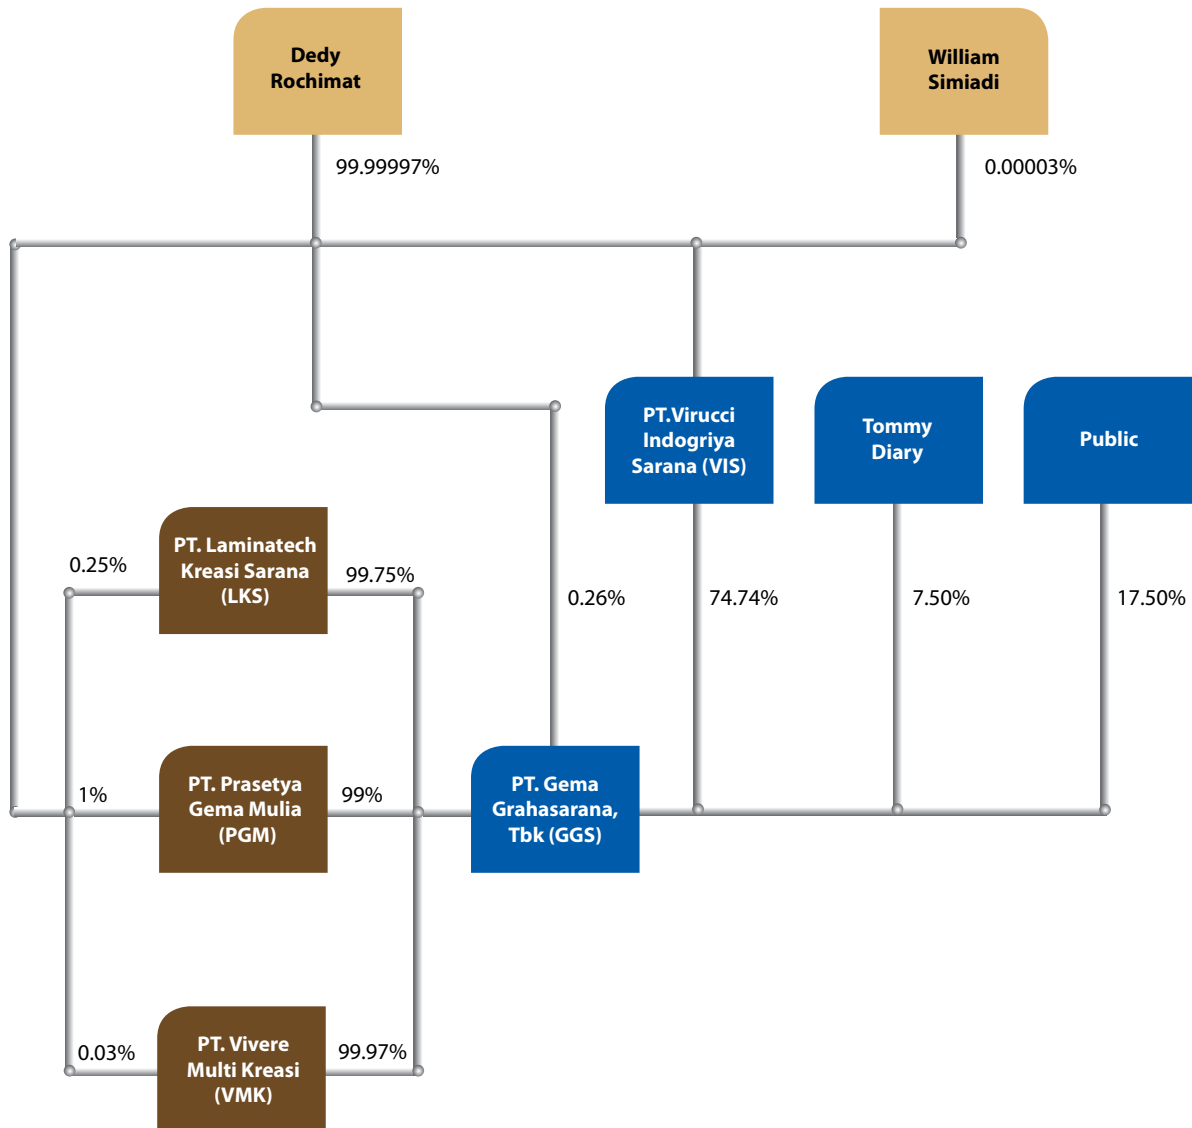 Dedy
Rochimat
William
Simiadi
99.99997%
0.00003%
PT.Virucci
Indogriya
Sarana (VIS)
Tommy
Diary
Public
PT. Laminatech
Kreasi Sarana
(LKS)
0.25%
99.75%
0.26%
74.74%
7.50%
17.50%
PT. Prasetya
Gema Mulia
(PGM)
1%
99%
PT. Gema
Grahasarana,
Tbk (GGS)
PT. Vivere
Multi Kreasi
(VMK)
0.03%
99.97%